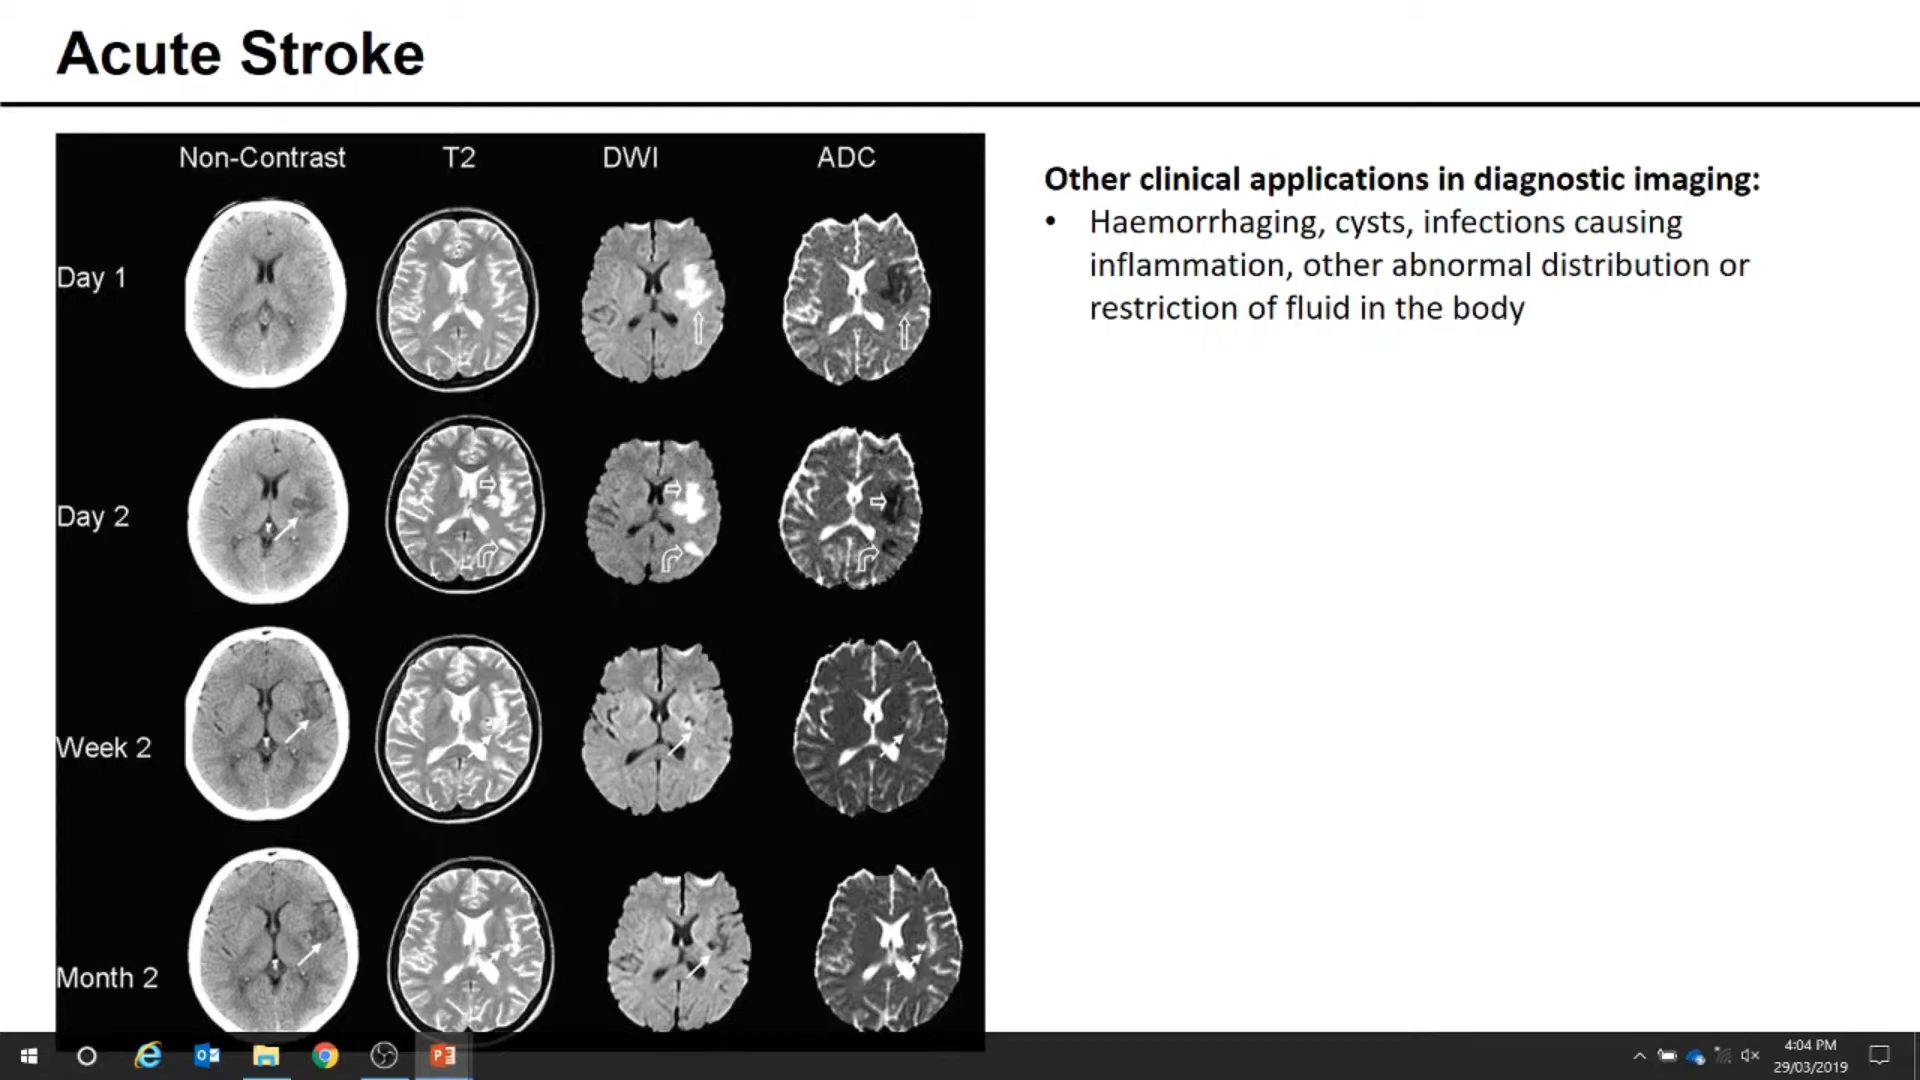 Acute Stroke
Non-Contrast T2 DWI ADC
Day 1
Day 2
Week 2
Month 2
Other clinical applications in diagnostic imaging:
• Haemorrhaging, cysts, infections causing
inflammation, other abnormal distribution or
restriction of fluid in the body
4:04 PM
29/03/2019